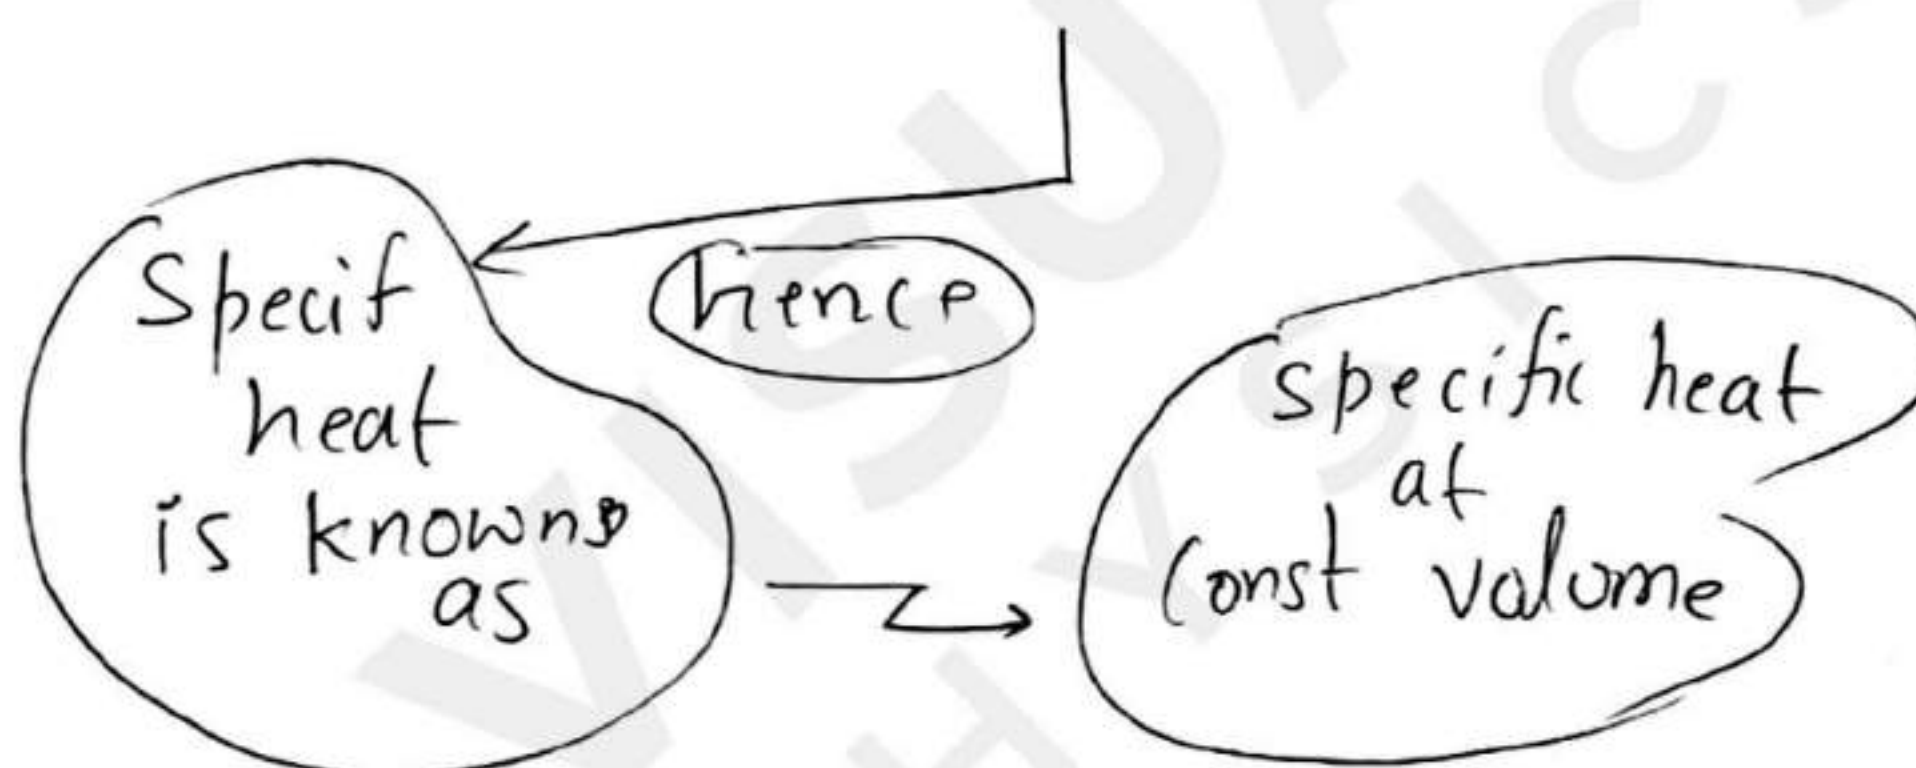 hence
Specif
heat
is knowns
as
specific heat
at
Const volume